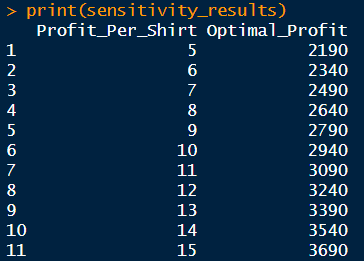 > print(sensitivity_results)
Profit_Per_Shirt Optimal_Profit
1 5 2190
2 6 2340
3 7 2490
4 8 2640
5 9 2790
6 10 2940
7 11 3090
8 12 3240
9 13 3390
10 14 3540
11 15 3690